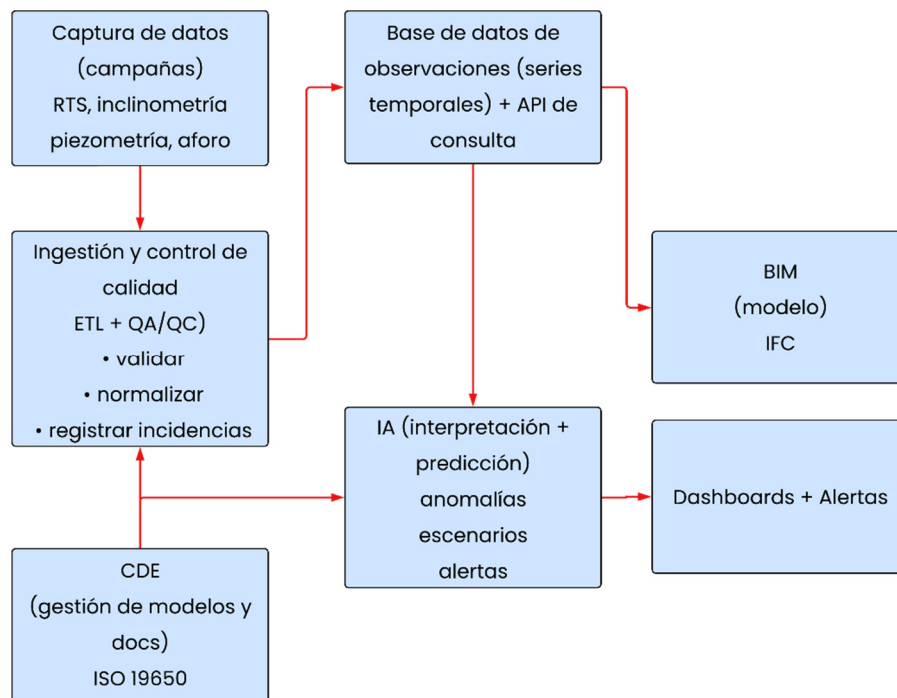 Captura de datos
(campañas)
RTS, inclinometría
piezometría, aforo
Base de datos de
observaciones (series
temporales) + API de
consulta
Ingestión y control de
calidad
ETL + QA/QC)
• validar
• normalizar
• registrar incidencias
BIM
(modelo)
IFC
IA (interpretación +
predicción)
anomalías
escenarios
alertas
Dashboards + Alertas
CDE
(gestión de modelos y
docs)
ISO 19650